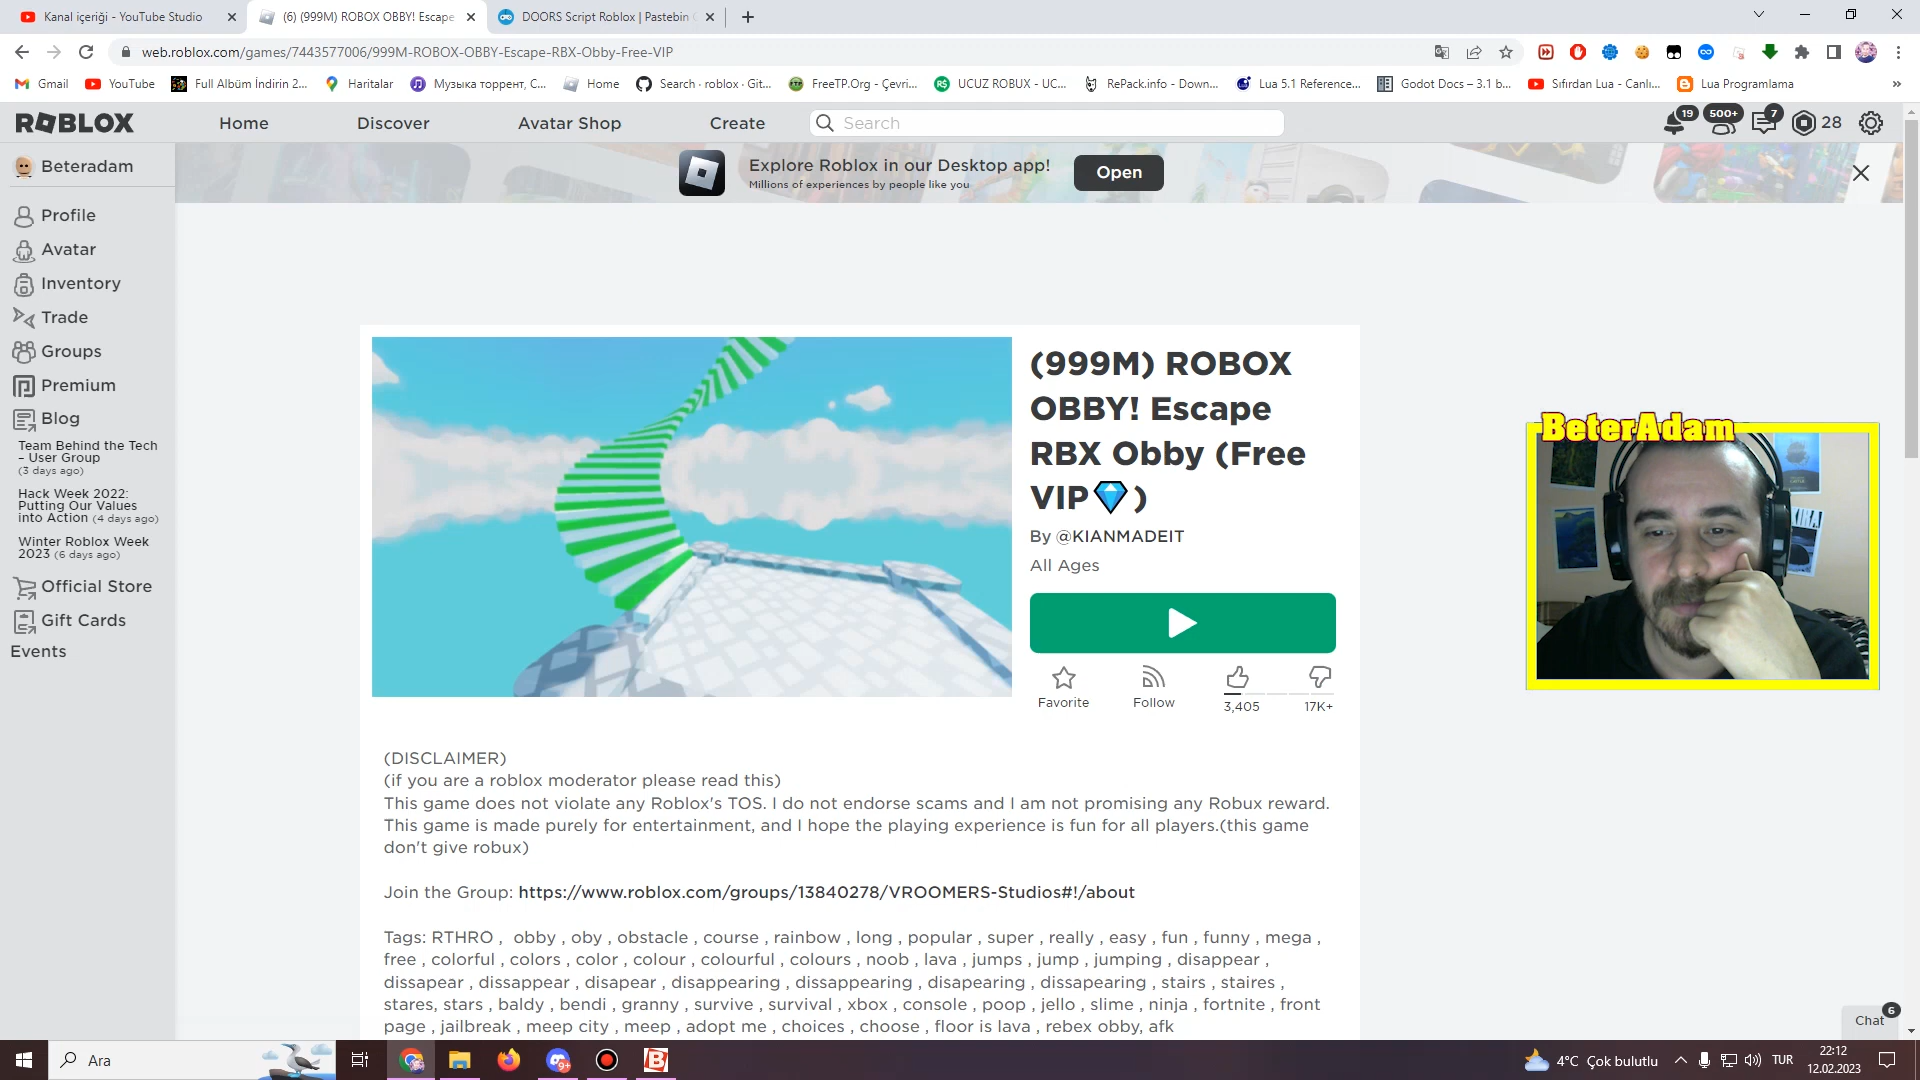 Kanal içeriği - YouTube Studio
(6) (999M) ROBOX OBBY! Escape
DOORS Script Roblox | Pastebin
web.roblox.com/games/7443577006/999M-ROBOX-OBBY-Escape-RBX-Obby-Free-VIP
Gmail
YouTube
Full Albüm İndirin 2...
Haritalar
Музыка торрент, С...
Home
Search · roblox · Git...
FreeTP.Org - Çevri...
UCUZ ROBUX - UC...
RePack.info - Down...
Lua 5.1 Reference...
Godot Docs – 3.1 b...
Sıfırdan Lua - Canlı...
Lua Programlama
»
ROBLOX
Home
Discover
Avatar Shop
Create
Search
19
500+
7
28
Beteradam
Explore Roblox in our Desktop app!
Millions of experiences by people like you
Open
Profile
Avatar
Inventory
Trade
Groups
Premium
Blog
Team Behind the Tech
– User Group
(3 days ago)
Hack Week 2022:
Putting Our Values
into Action (4 days ago)
Winter Roblox Week
2023 (6 days ago)
Official Store
Gift Cards
Events
(999M) ROBOX
OBBY! Escape
RBX Obby (Free
VIP💎)
By @KIANMADEIT
All Ages
Favorite
Follow
3,405
17K+
BeterAdam
(DISCLAIMER)
(if you are a roblox moderator please read this)
This game does not violate any Roblox's TOS. I do not endorse scams and I am not promising any Robux reward.
This game is made purely for entertainment, and I hope the playing experience is fun for all players.(this game
don't give robux)
Join the Group: https://www.roblox.com/groups/13840278/VROOMERS-Studios#!/about
Tags: RTHRO , obby , oby , obstacle , course , rainbow , long , popular , super , really , easy , fun , funny , mega ,
free , colorful , colors , color , colour , colourful , colours , noob , lava , jumps , jump , jumping , disappear ,
dissapear , dissappear , disapear , disappearing , dissappearing , disapearing , dissapearing , stairs , staires ,
stares, stars , baldy , bendi , granny , survive , survival , xbox , console , poop , jello , slime , ninja , fortnite , front
page , jailbreak , meep city , meep , adopt me , choices , choose , floor is lava , rebex obby, afk
Chat
6
Ara
9+
4°C Çok bulutlu
TUR
22:12
12.02.2023